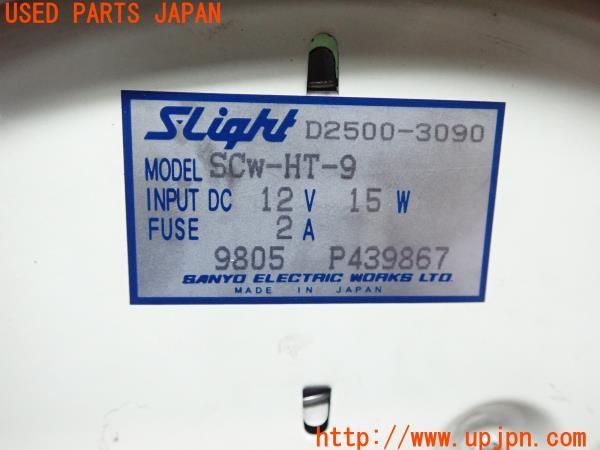 USED PARTS JAPAN
S-Light D2500-3090
MODEL SCw-HT-9
INPUT DC 12 V 15 W
FUSE 2 A
9805 P439867
SANYO ELECTRIC WORKS LTD.
MADE IN JAPAN
http://www.upjpn.com/